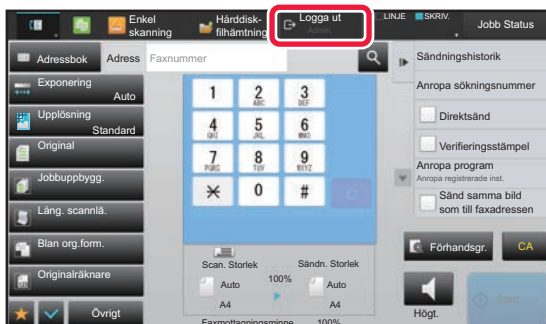 Enkel
skanning
Hårddisk-
filhämtning
Logga ut
Admin
LINJE
SKRIV.
Jobb Status
Adressbok
Adress
Faxnummer
Sändningshistorik
Exponering
Auto
Anropa sökningsnummer
Upplösning
Standard
Direktsänd
Original
Verifieringsstämpel
Jobbuppbygg.
Anropa program
Anropa registrerade inst.
Lång. scannlä.
Sänd samma bild
som till faxadressen
Blan org.form.
Originalräknare
Övrigt
1
2
ABC
3
DEF
4
GHI
5
JKL
6
MNO
7
PQRS
8
TUV
9
WXYZ
0
#
C
Scan. Storlek
Sändn. Storlek
Auto
100%
Auto
A4
A4
Faxmottagningsminne
100%
Förhandsgr.
CA
Högt.
Start